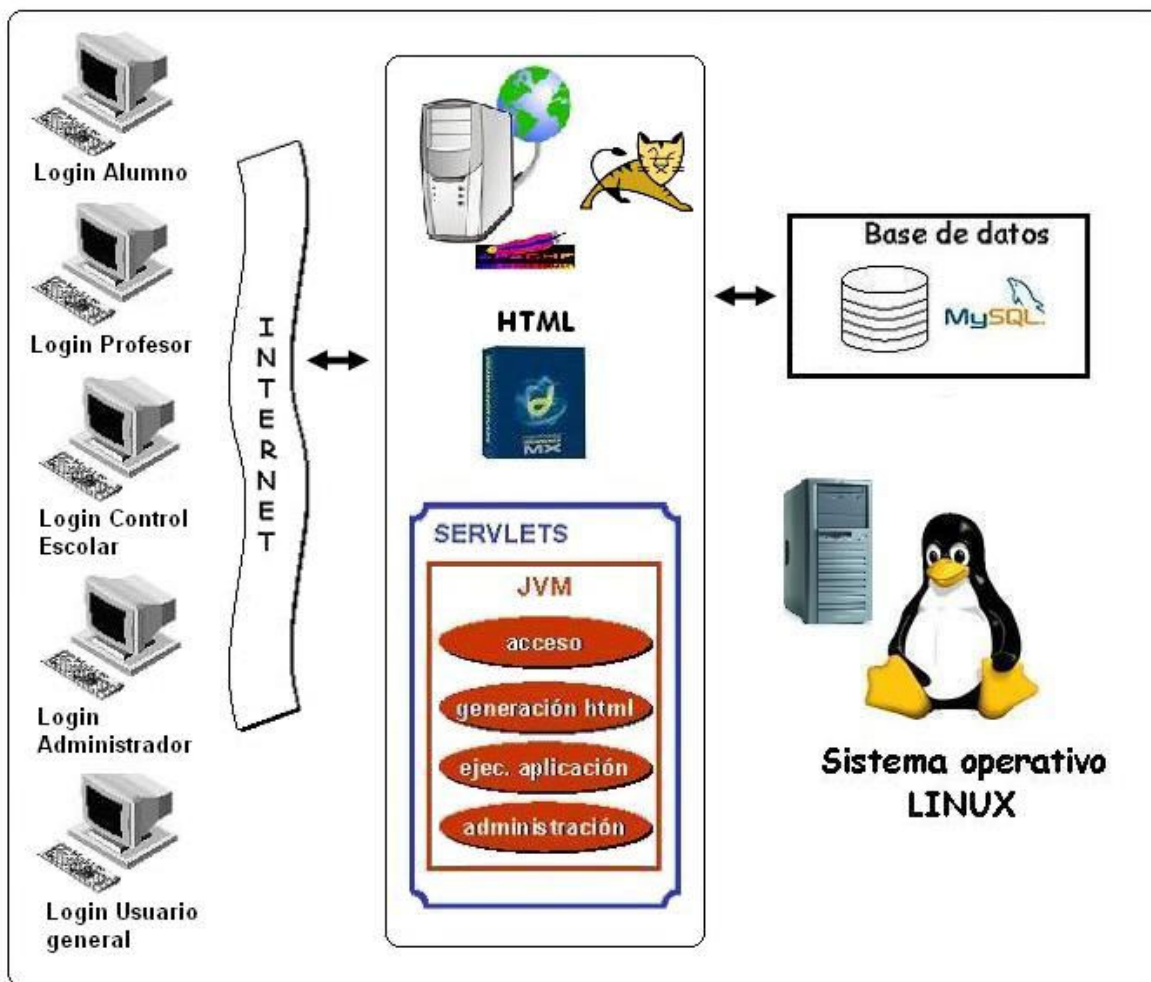 Login Alumno
Login Profesor
Login Control
Escolar
Login
Administrador
Login Usuario
general
INTERNET
HTML
MX
SERVLETS
JVM
acceso
generación html
ejec. aplicación
administración
Base de datos
MySQL
Sistema operativo
LINUX